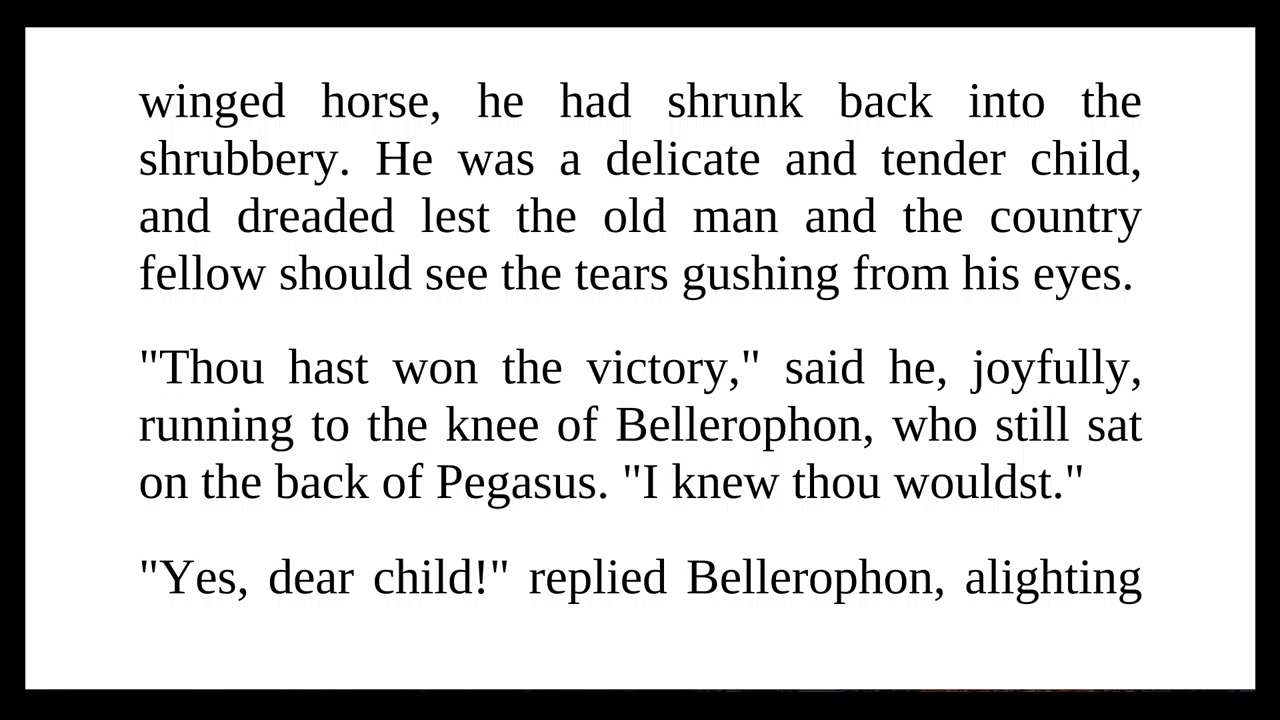 winged horse, he had shrunk back into the
shrubbery. He was a delicate and tender child,
and dreaded lest the old man and the country
fellow should see the tears gushing from his eyes.
"Thou hast won the victory," said he, joyfully,
running to the knee of Bellerophon, who still sat
on the back of Pegasus. "I knew thou wouldst."
"Yes, dear child!" replied Bellerophon, alighting